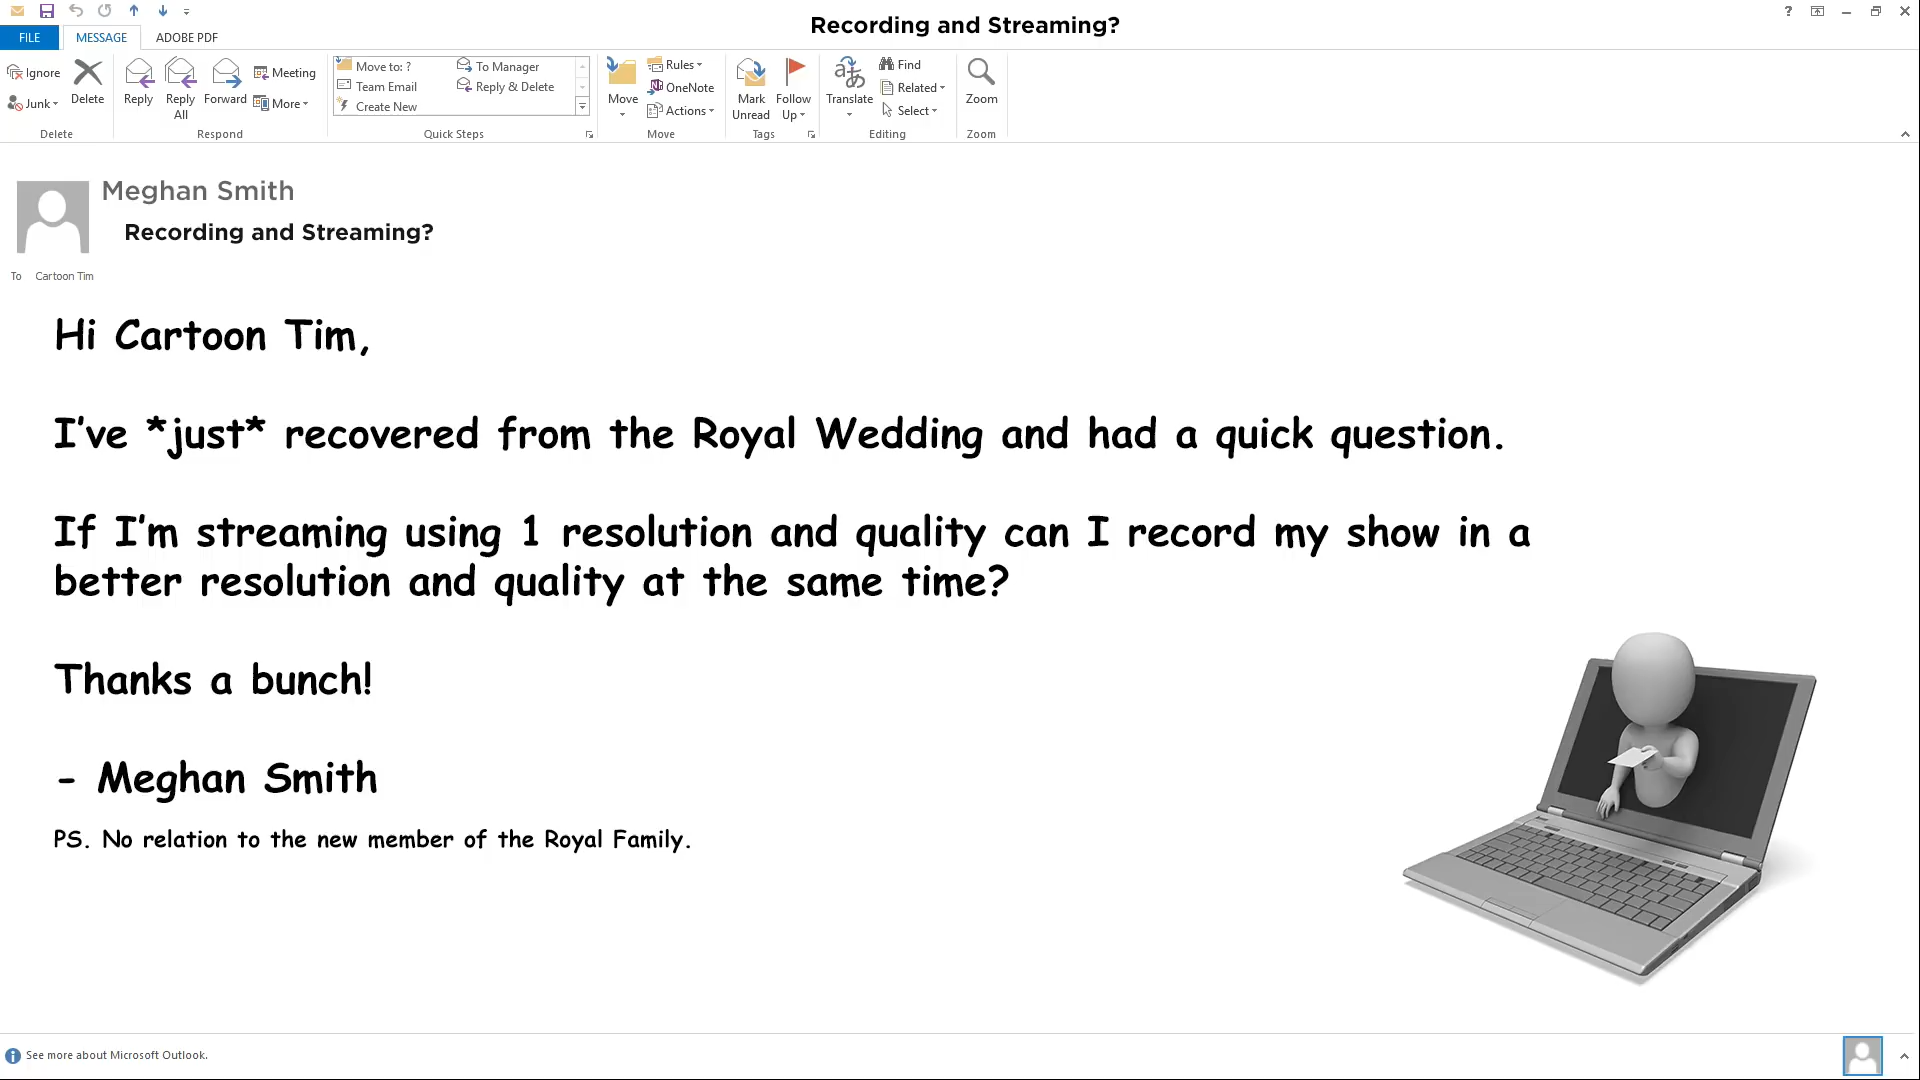 Recording and Streaming?
?
FILE MESSAGE ADOBE PDF
Ignore
Junk
Delete
Reply
Reply All
Forward
Meeting
More
Move to: ?
Team Email
Create New
To Manager
Reply & Delete
Move
Rules
OneNote
Actions
Mark Unread
Follow Up
Translate
Find
Related
Select
Zoom
Delete Respond Quick Steps Move Tags Editing Zoom
Meghan Smith
Recording and Streaming?
To Cartoon Tim
Hi Cartoon Tim,
I've *just* recovered from the Royal Wedding and had a quick question.
If I'm streaming using 1 resolution and quality can I record my show in a
better resolution and quality at the same time?
Thanks a bunch!
- Meghan Smith
PS. No relation to the new member of the Royal Family.
See more about Microsoft Outlook.